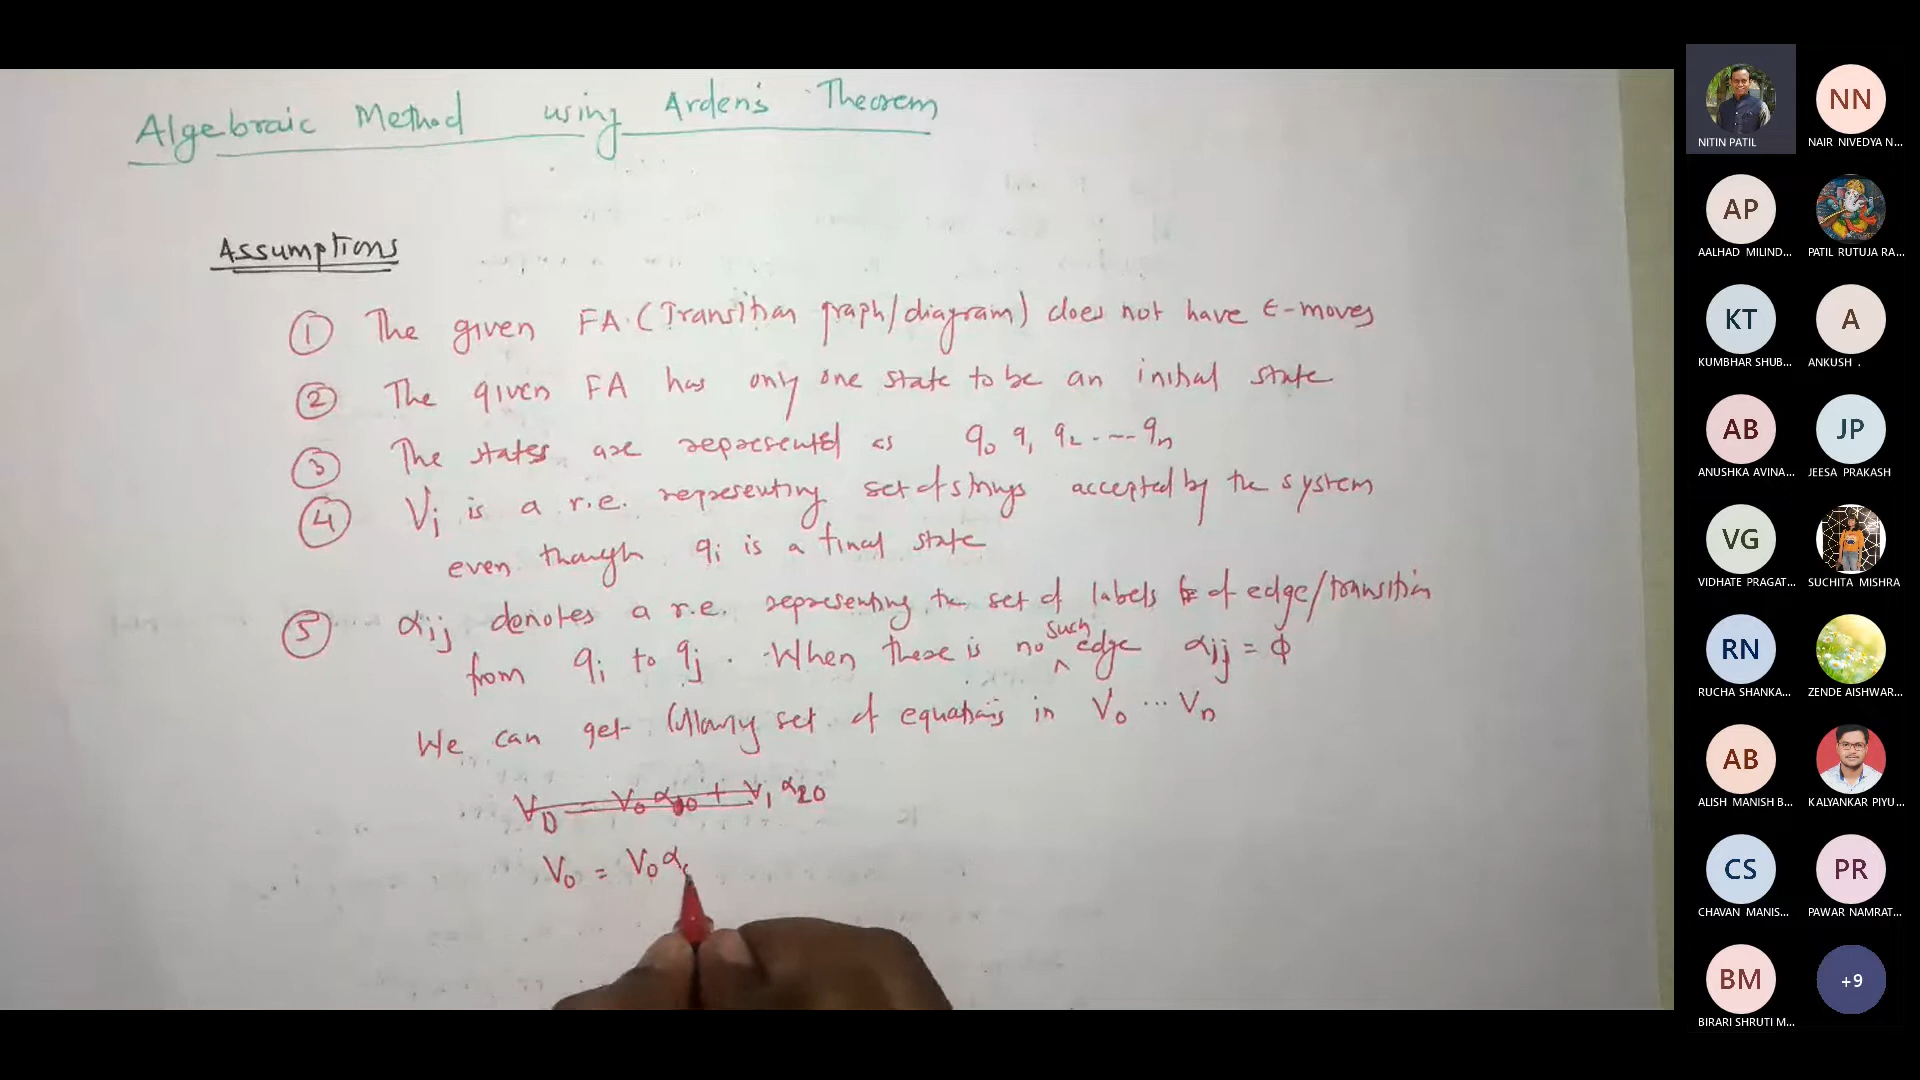 Algebraic Method using Arden's Theorem
Assumptions
① The given FA (Transition graph/diagram) does not have ε-moves
② The given FA has only one state to be an initial state
③ The states are represented as q0 q1 q2 ... qn
④ Vi is a r.e. representing set of strings accepted by the system
even though qi is a final state
⑤ αij denotes a r.e. representing the set of labels of edge/transition
from qi to qj. When there is no such edge αij = φ
We can get set of equations in V0 ... Vn
V0 = V0 α + V1 α20
V0 = V0 α
NITIN PATIL
NN
NAIR NIVEDYA N...
AP
AALHAD MILIND...
PATIL RUTUJA RA...
KT
KUMBHAR SHUB...
A
ANKUSH .
AB
ANUSHKA AVINA...
JP
JEESA PRAKASH
VG
VIDHATE PRAGAT...
SUCHITA MISHRA
RN
RUCHA SHANKA...
ZENDE AISHWAR...
AB
ALISH MANISH B...
KALYANKAR PIYU...
CS
CHAVAN MANIS...
PR
PAWAR NAMRAT...
BM
BIRARI SHRUTI M...
+9